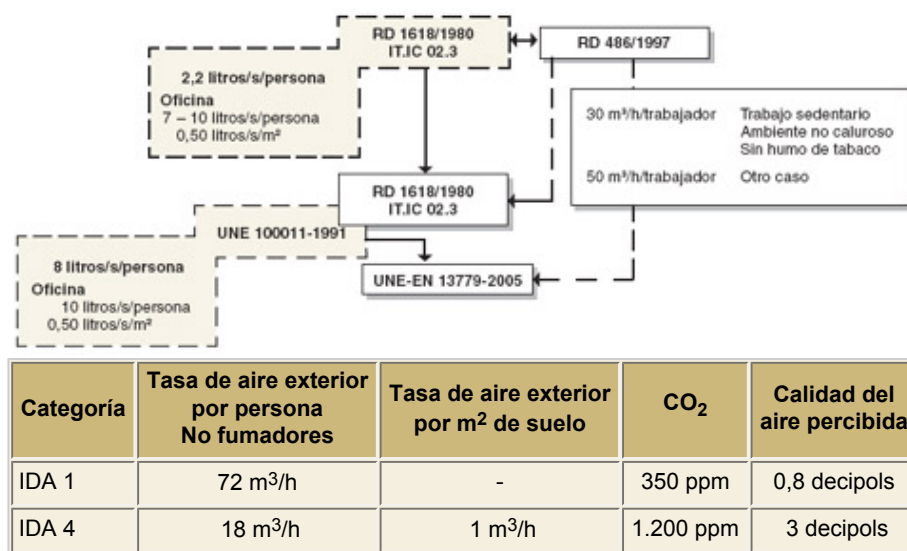 RD 1618/1980
IT.IC 02.3
RD 486/1997
2,2 litros/s/persona
Oficina
7 – 10 litros/s/persona
0,50 litros/s/m²
30 m³/h/trabajador Trabajo sedentario
Ambiente no caluroso
Sin humo de tabaco
50 m³/h/trabajador Otro caso
RD 1618/1980
IT.IC 02.3
UNE 100011-1991
8 litros/s/persona
Oficina
10 litros/s/persona
0,50 litros/s/m²
UNE-EN 13779-2005
Categoría
Tasa de aire exterior
por persona
No fumadores
Tasa de aire exterior
por m² de suelo
CO₂
Calidad del
aire percibida
IDA 1 72 m³/h - 350 ppm 0,8 decipols
IDA 4 18 m³/h 1 m³/h 1.200 ppm 3 decipols